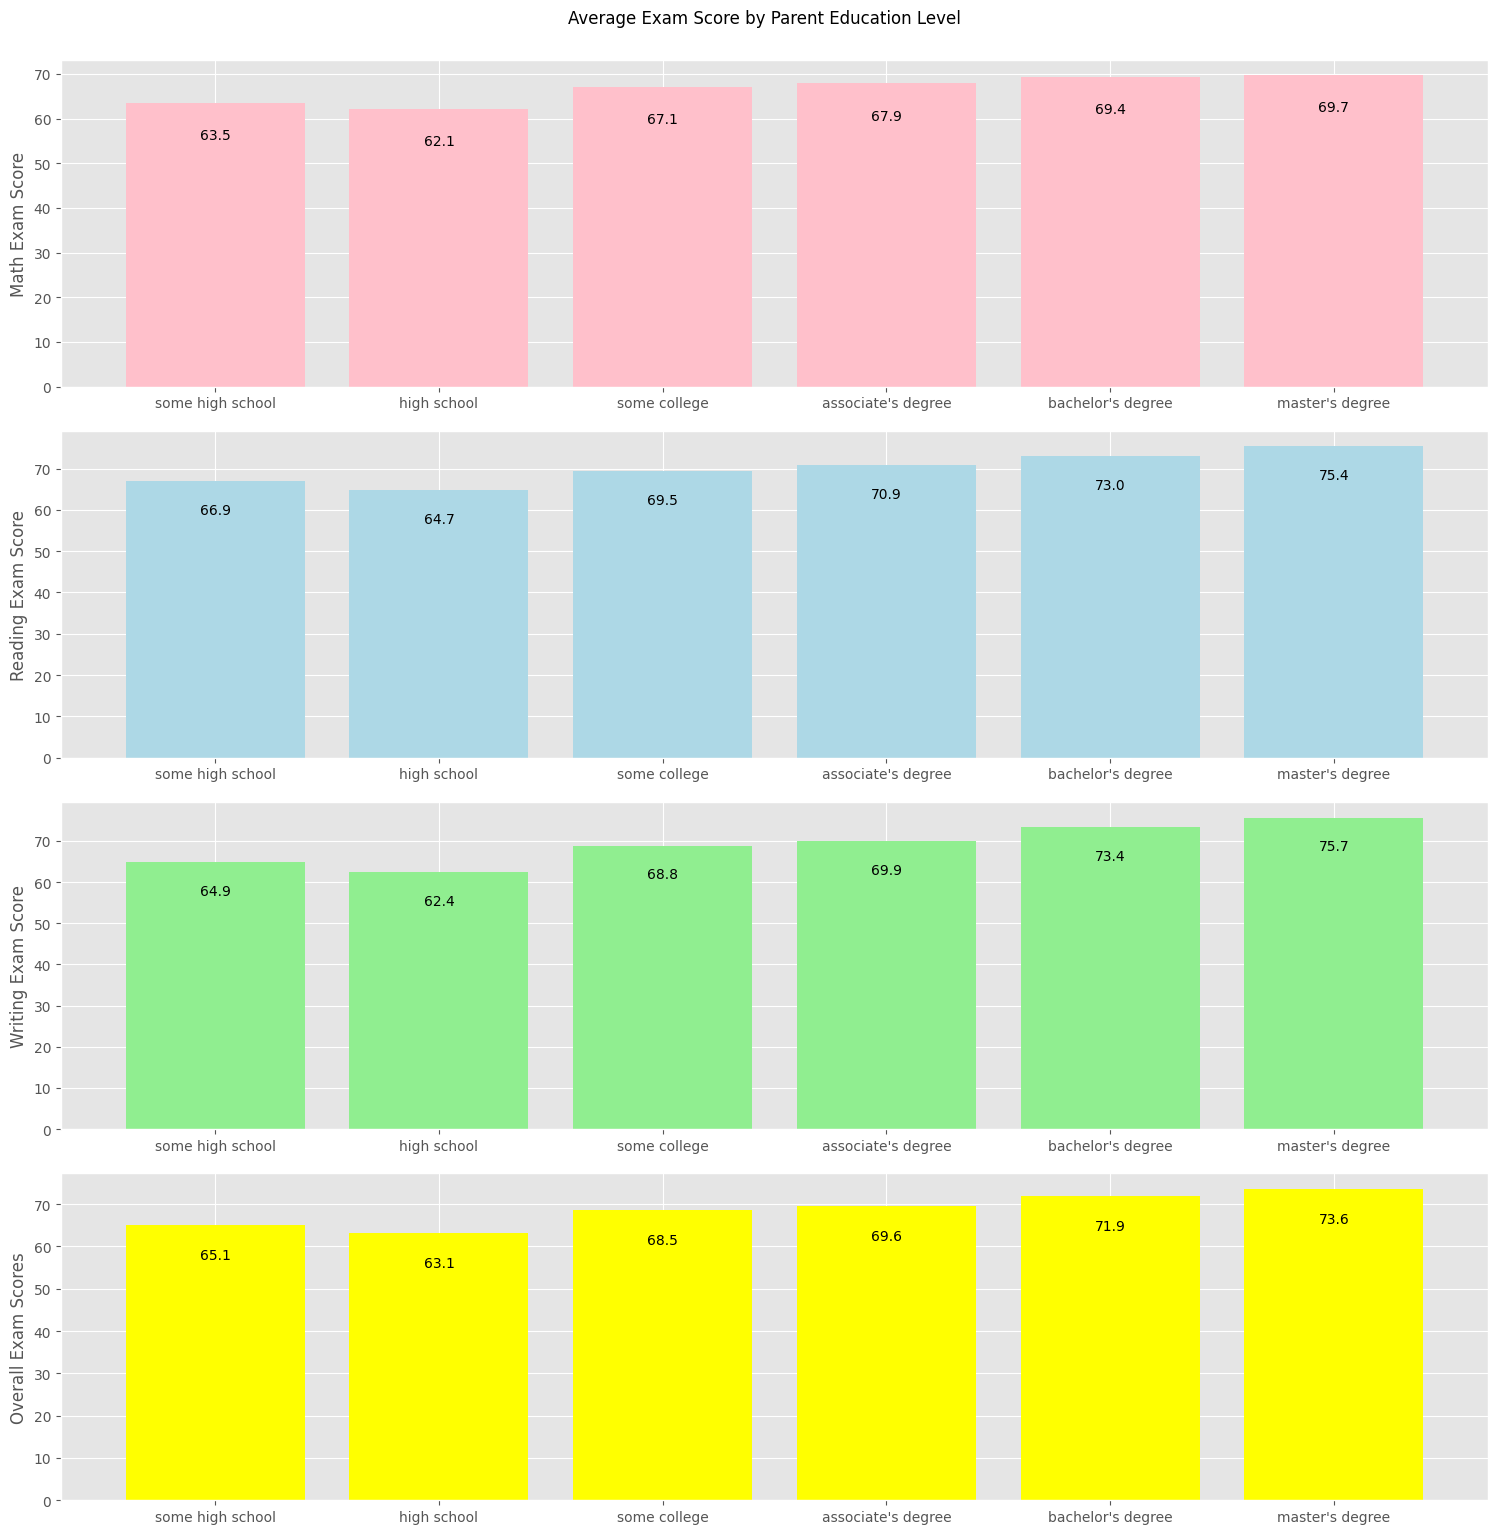 Average Exam Score by Parent Education Level
Math Exam Score
70
60
50
40
30
20
10
0
63.5 62.1 67.1 67.9 69.4 69.7
some high school high school some college associate's degree bachelor's degree master's degree
Reading Exam Score
70
60
50
40
30
20
10
0
66.9 64.7 69.5 70.9 73.0 75.4
some high school high school some college associate's degree bachelor's degree master's degree
Writing Exam Score
70
60
50
40
30
20
10
0
64.9 62.4 68.8 69.9 73.4 75.7
some high school high school some college associate's degree bachelor's degree master's degree
Overall Exam Scores
70
60
50
40
30
20
10
0
65.1 63.1 68.5 69.6 71.9 73.6
some high school high school some college associate's degree bachelor's degree master's degree